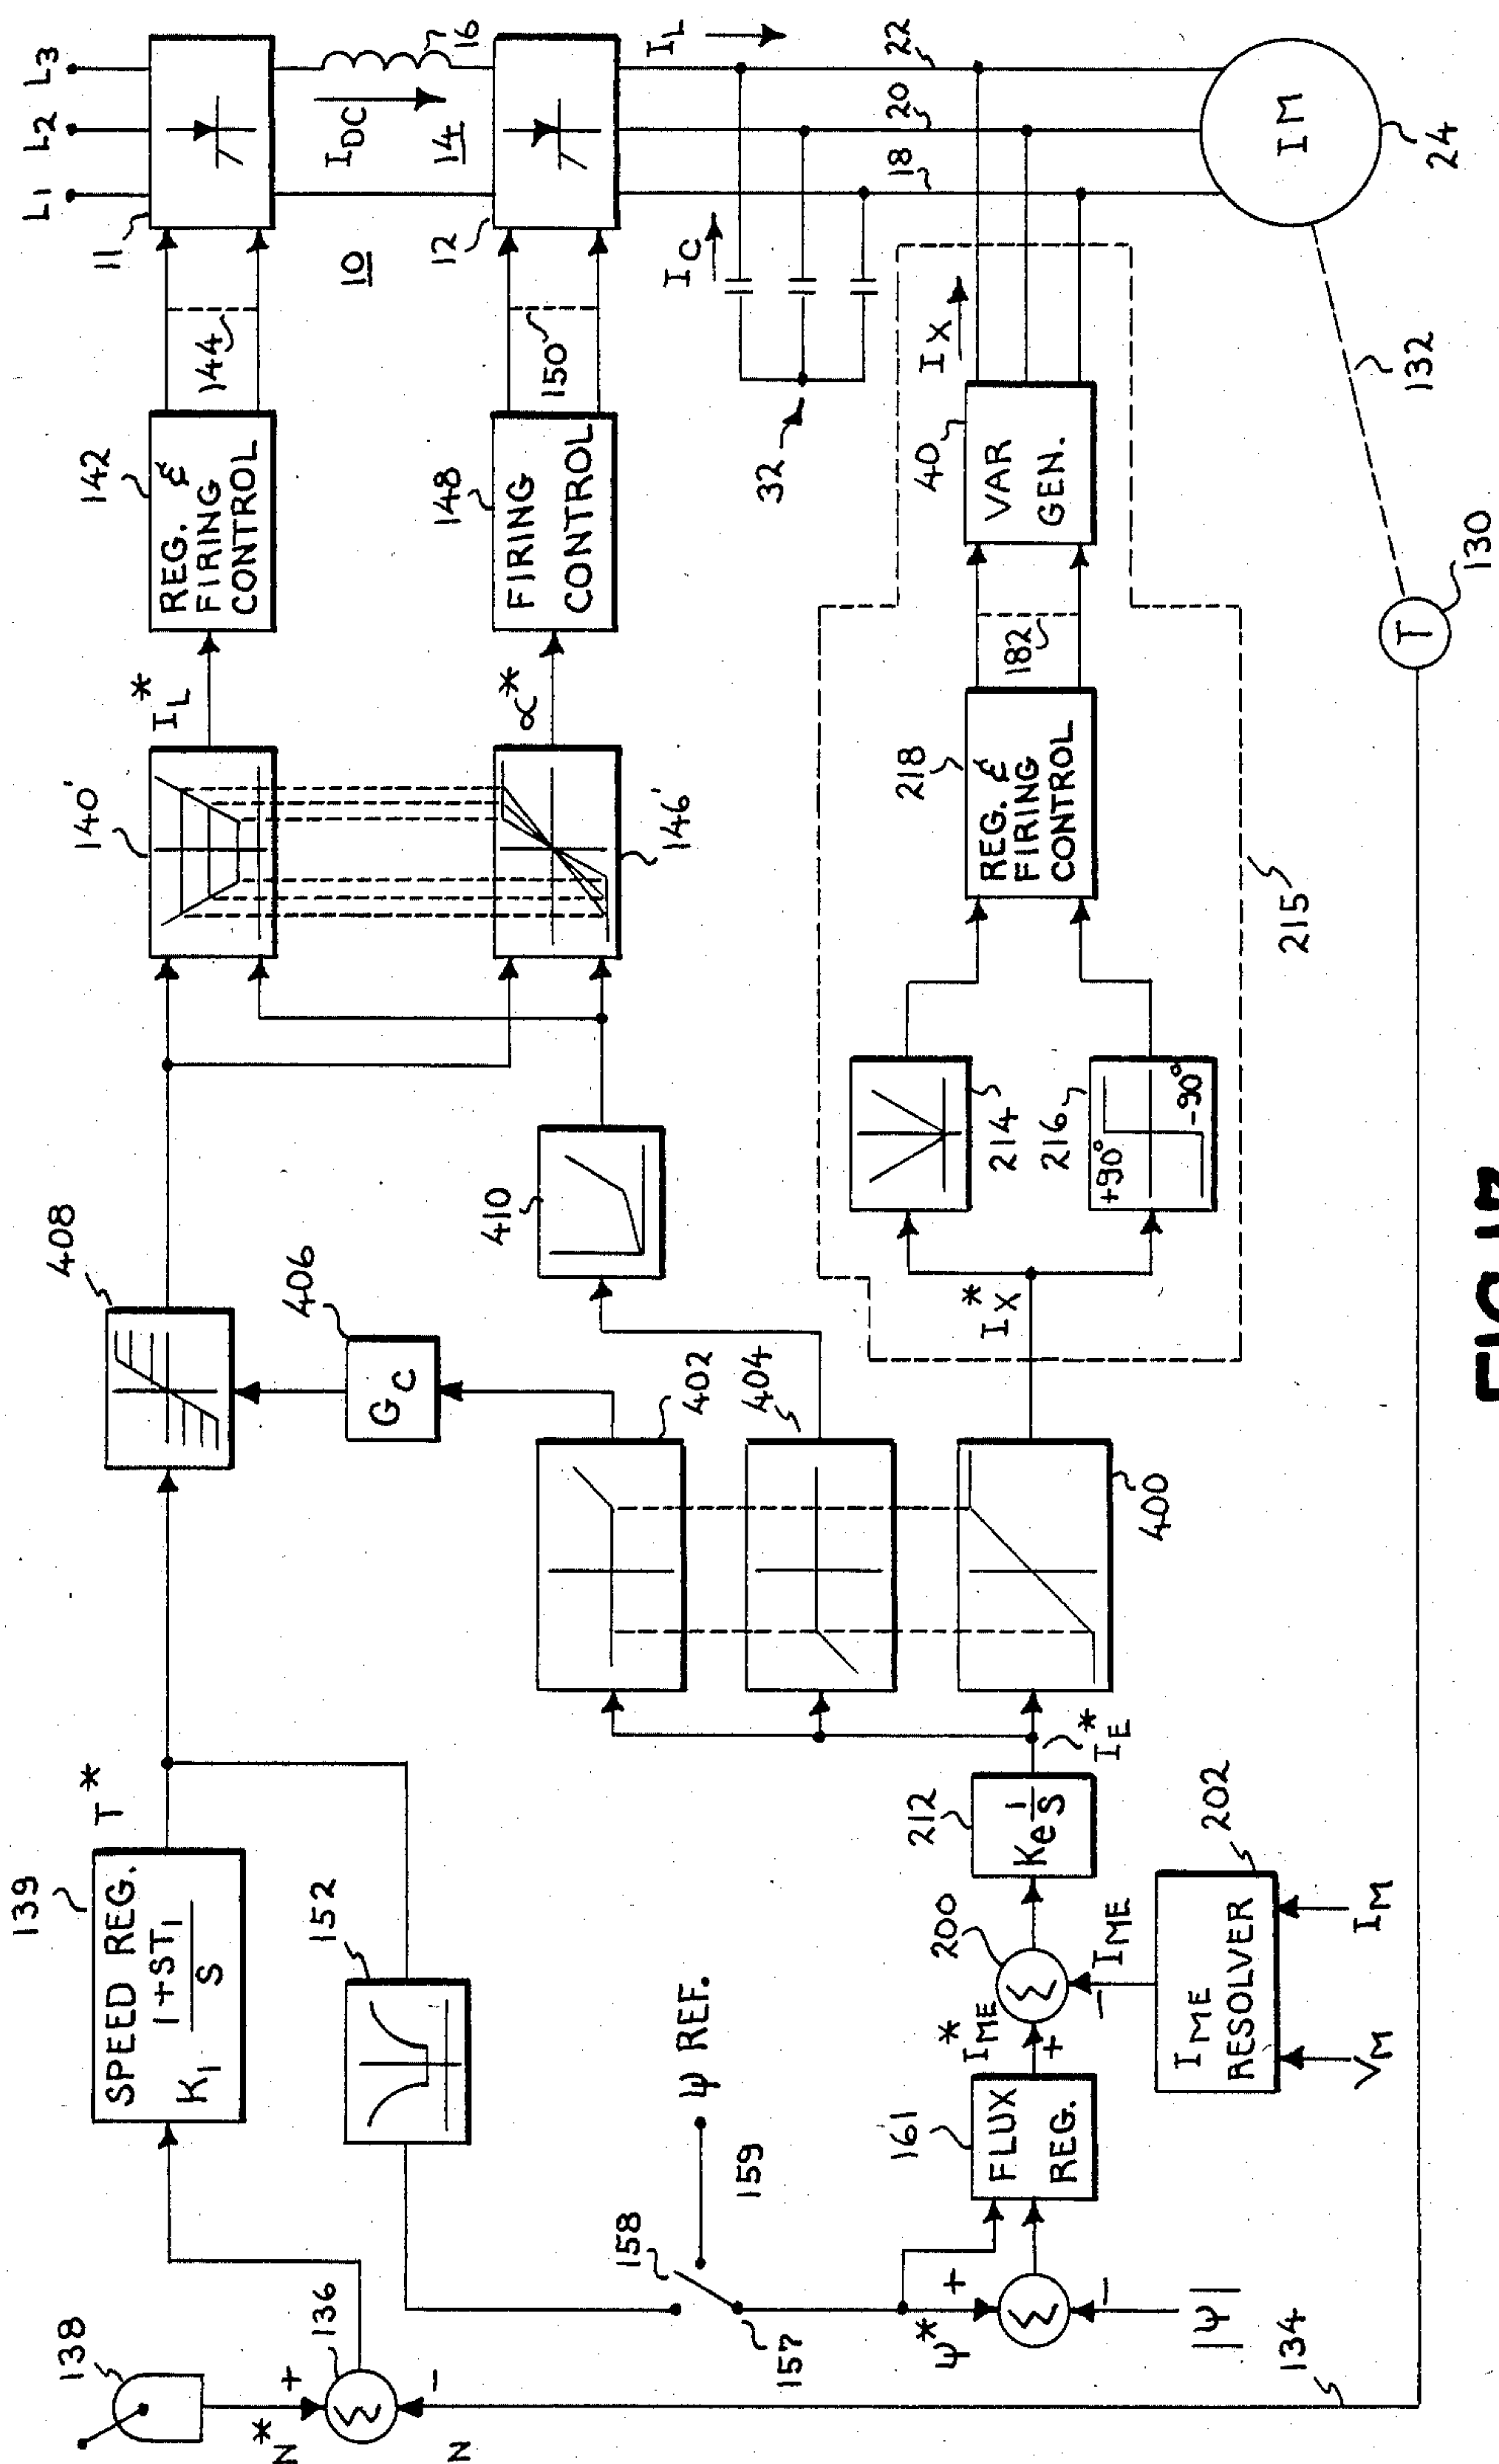 138
N*
+
136
Σ
-
N
139
SPEED REG.
K1 1+ST1
S
T*
152
408
406
GC
402
404
400
410
140'
IL*
146'
α*
142
REG. &
FIRING
CONTROL
144
148
FIRING
CONTROL
150
L1
L2
L3
11
10
12
IDC
14
16
IL
IC
32
18
20
22
IM
24
132
T
130
134
158
157
159
ψ REF.
ψ*
+
Σ
-
|ψ|
161
FLUX
REG.
IME*
+
200
Σ
-
IME
202
IME
RESOLVER
VM
IM
212
Ke 1
S
IE*
IX*
214
216
+90°
-90°
218
REG. &
FIRING
CONTROL
182
40
VAR
GEN.
IX
215